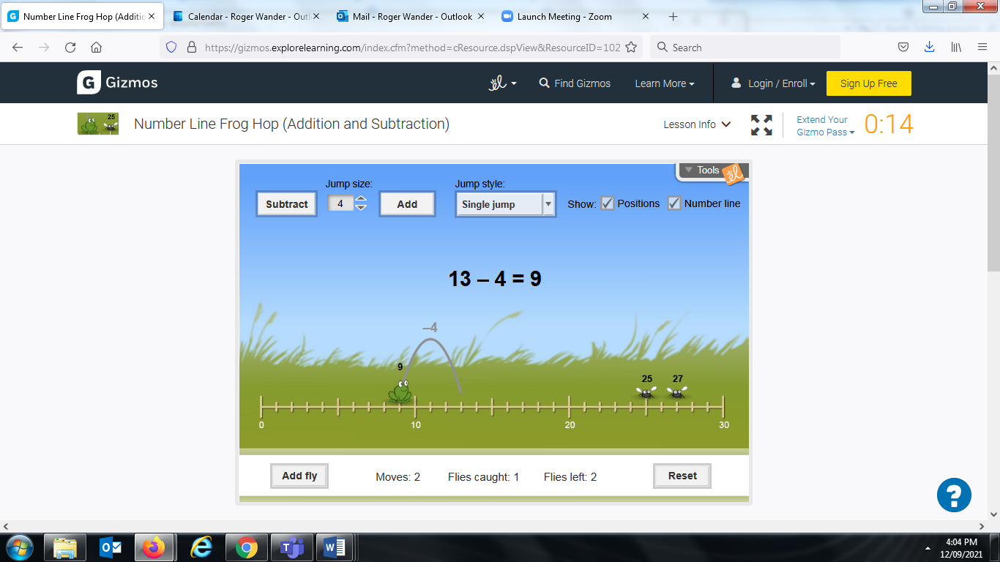 Number Line Frog Hop (Additic
Calendar - Roger Wander - Outl
Mail - Roger Wander - Outlook
Launch Meeting - Zoom
https://gizmos.explorelearning.com/index.cfm?method=cResource.dspView&ResourceID=102
Search
G Gizmos
Find Gizmos
Learn More
Login / Enroll
Sign Up Free
25
Number Line Frog Hop (Addition and Subtraction)
Lesson Info
Extend Your
Gizmo Pass
0:14
Tools
Jump size:
Jump style:
Subtract
4
Add
Single jump
Show:
Positions
Number line
13 – 4 = 9
–4
9
25 27
0 10 20 30
Add fly
Moves: 2
Flies caught: 1
Flies left: 2
Reset
?
4:04 PM
12/09/2021